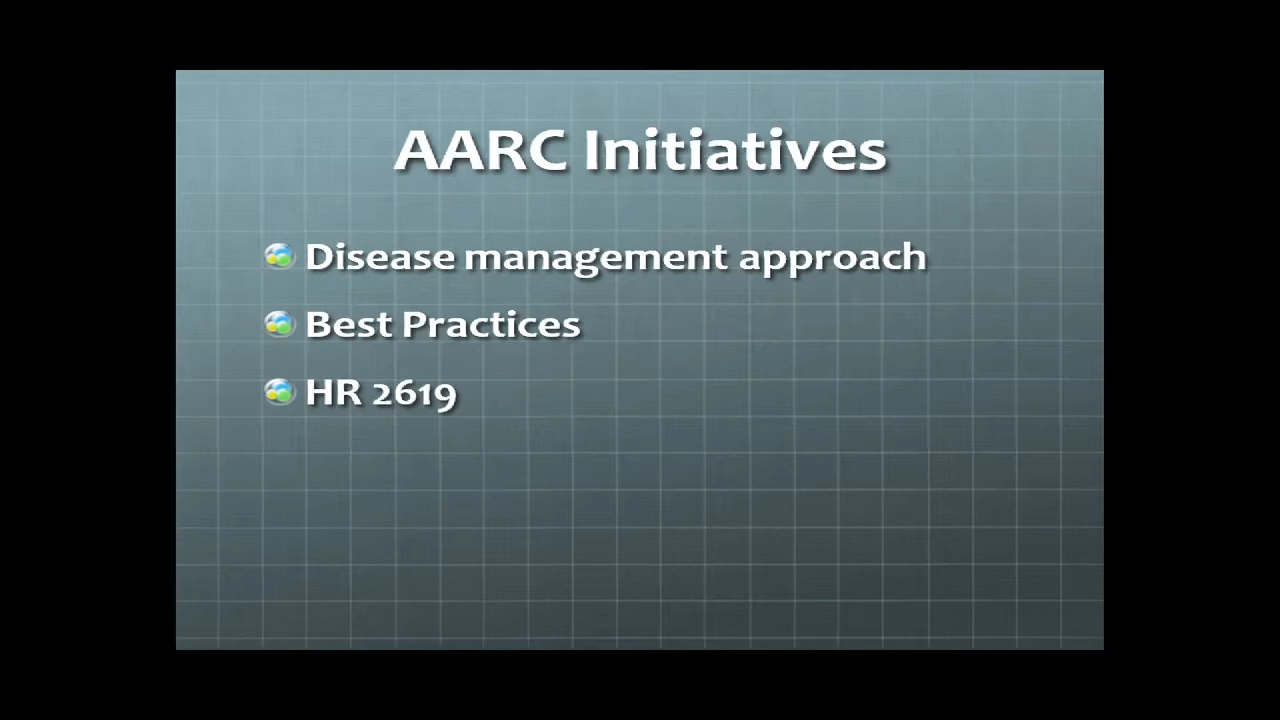 AARC Initiatives
Disease management approach
Best Practices
HR 2619